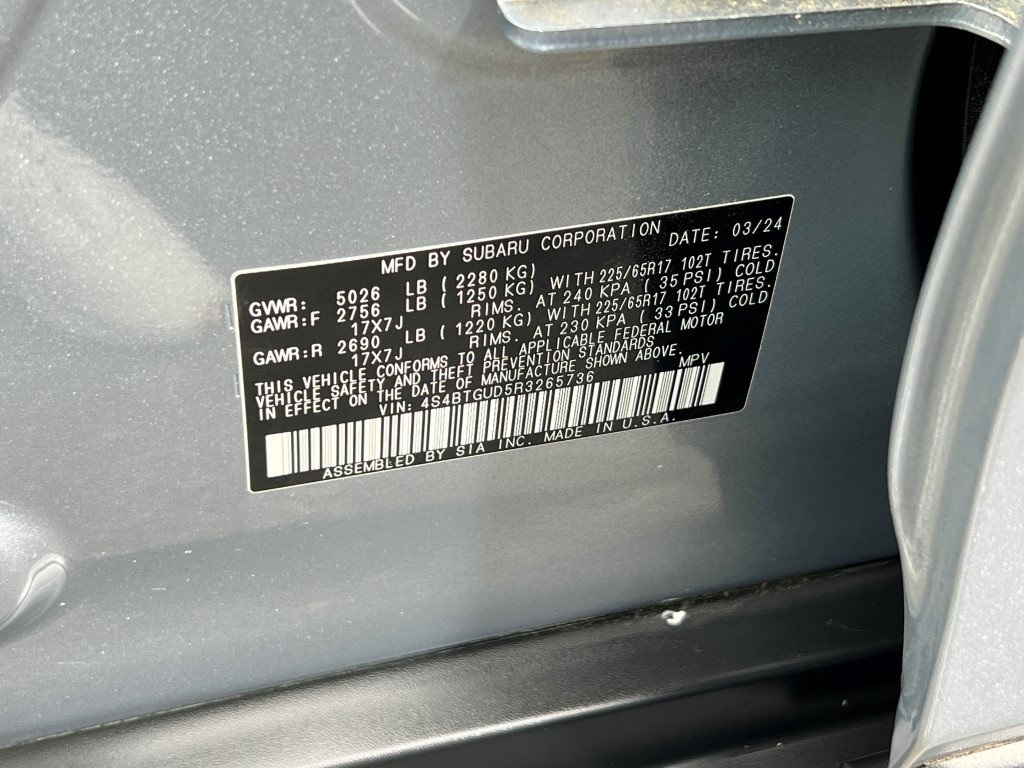 MFD BY SUBARU CORPORATION DATE: 03/24
GVWR: 5026 LB ( 2280 KG)
GAWR:F 2756 LB ( 1250 KG) WITH 225/65R17 102T TIRES.
17X7J RIMS. AT 240 KPA ( 35 PSI) COLD
GAWR:R 2690 LB ( 1220 KG) WITH 225/65R17 102T TIRES.
17X7J RIMS. AT 230 KPA ( 33 PSI) COLD
THIS VEHICLE CONFORMS TO ALL APPLICABLE FEDERAL MOTOR
VEHICLE SAFETY AND THEFT PREVENTION STANDARDS
IN EFFECT ON THE DATE OF MANUFACTURE SHOWN ABOVE
VIN: 4S4BTGUD5R3265736 MPV
ASSEMBLED BY SIA INC. MADE IN U.S.A.